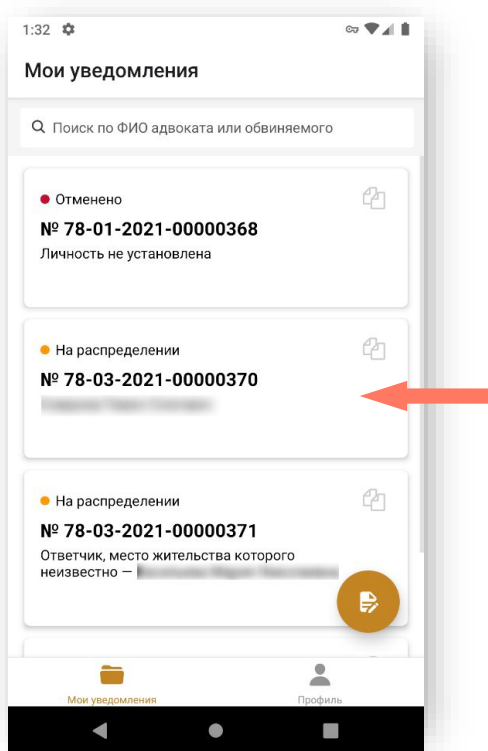 1:32
Мои уведомления
Поиск по ФИО адвоката или обвиняемого
Отменено
№ 78-01-2021-00000368
Личность не установлена
На распределении
№ 78-03-2021-00000370
На распределении
№ 78-03-2021-00000371
Ответчик, место жительства которого
неизвестно –
Мои уведомления
Профиль